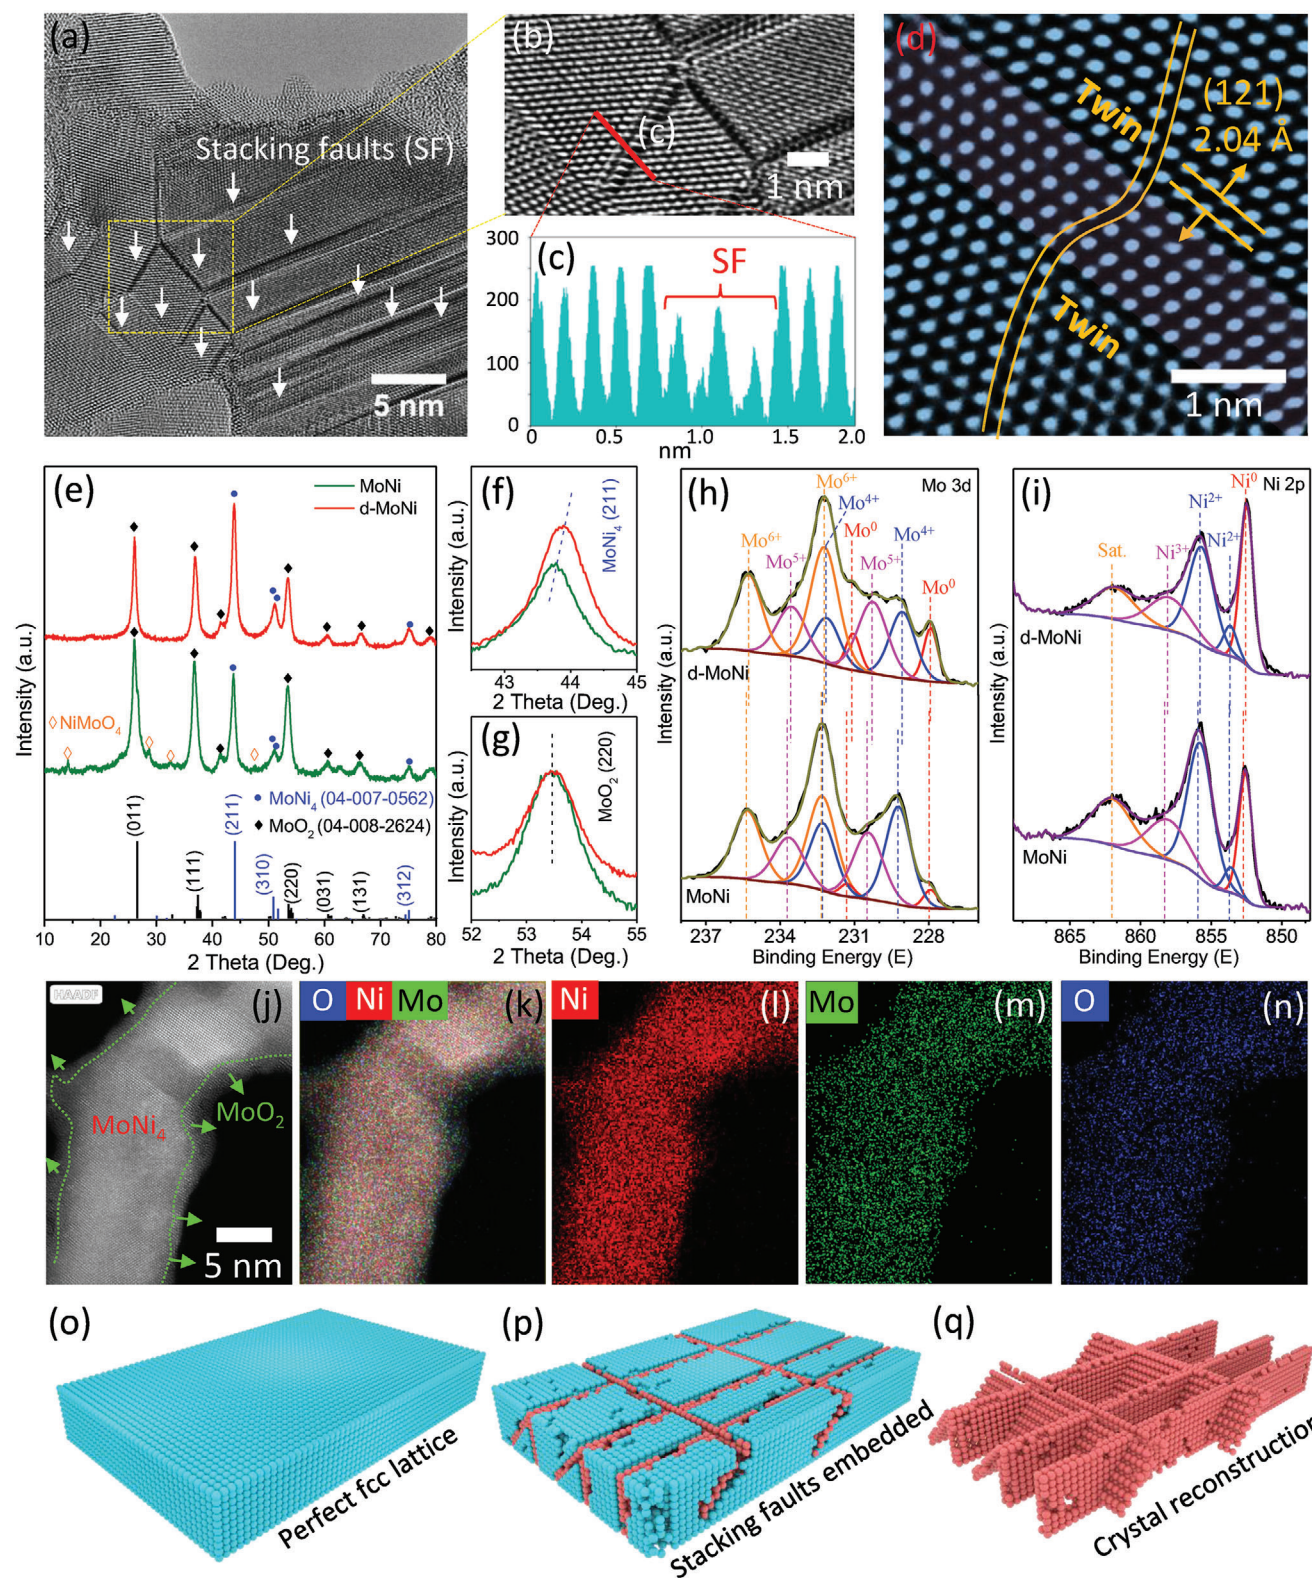 (a)
Stacking faults (SF)
5 nm
(b)
(c)
1 nm
(c)
SF
300
200
100
0
0
0.5
1.0
1.5
2.0
nm
(d)
Twin
(121)
2.04 Å
Twin
1 nm
(e)
MoNi
d-MoNi
NiMoO4
MoNi4 (04-007-0562)
MoO2 (04-008-2624)
(011)
(111)
(211)
(310)
(220)
(031)
(131)
(312)
Intensity (a.u.)
10 20 30 40 50 60 70 80
2 Theta (Deg.)
(f)
MoNi4 (211)
Intensity (a.u.)
43 44 45
2 Theta (Deg.)
(g)
MoO2 (220)
Intensity (a.u.)
52 53 54 55
2 Theta (Deg.)
(h)
Mo 3d
Mo6+
Mo4+
Mo6+
Mo5+
Mo0
Mo5+
Mo4+
Mo0
d-MoNi
MoNi
Intensity (a.u.)
237 234 231 228
Binding Energy (E)
(i)
Ni 2p
Ni0
Ni2+
Ni2+
Ni3+
Sat.
d-MoNi
MoNi
Intensity (a.u.)
865 860 855 850
Binding Energy (E)
HAADF
(j)
MoNi4
MoO2
5 nm
O Ni Mo
(k)
Ni
(l)
Mo
(m)
O
(n)
(o)
Perfect fcc lattice
(p)
Stacking faults embedded
(q)
Crystal reconstruction